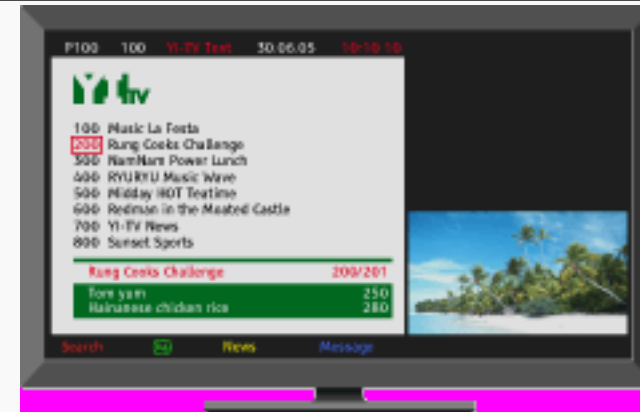 P100 100 YI-TV Text 30.06.05 10:10 10
YI TV
100 Music La Festa
200 Rung Cooks Challenge
300 NamNam Power Lunch
400 RYURYU Music Wave
500 Midday HOT Teatime
600 Redman in the Moated Castle
700 YI-TV News
800 Sunset Sports
Rung Cooks Challenge 200/201
Tom yum 250
Hainanese chicken rice 280
Search News Message